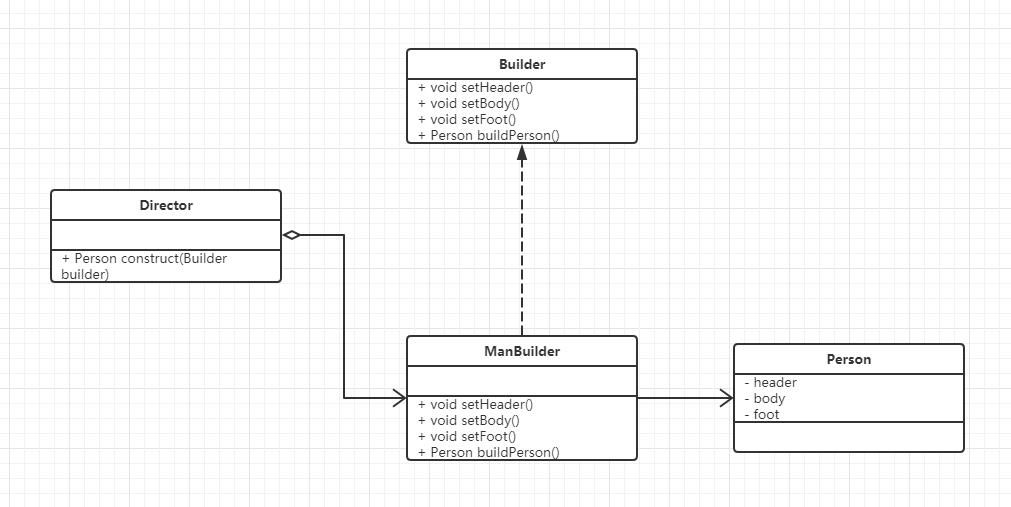 Builder
+ void setHeader()
+ void setBody()
+ void setFoot()
+ Person buildPerson()
Director
+ Person construct(Builder
builder)
ManBuilder
+ void setHeader()
+ void setBody()
+ void setFoot()
+ Person buildPerson()
Person
- header
- body
- foot